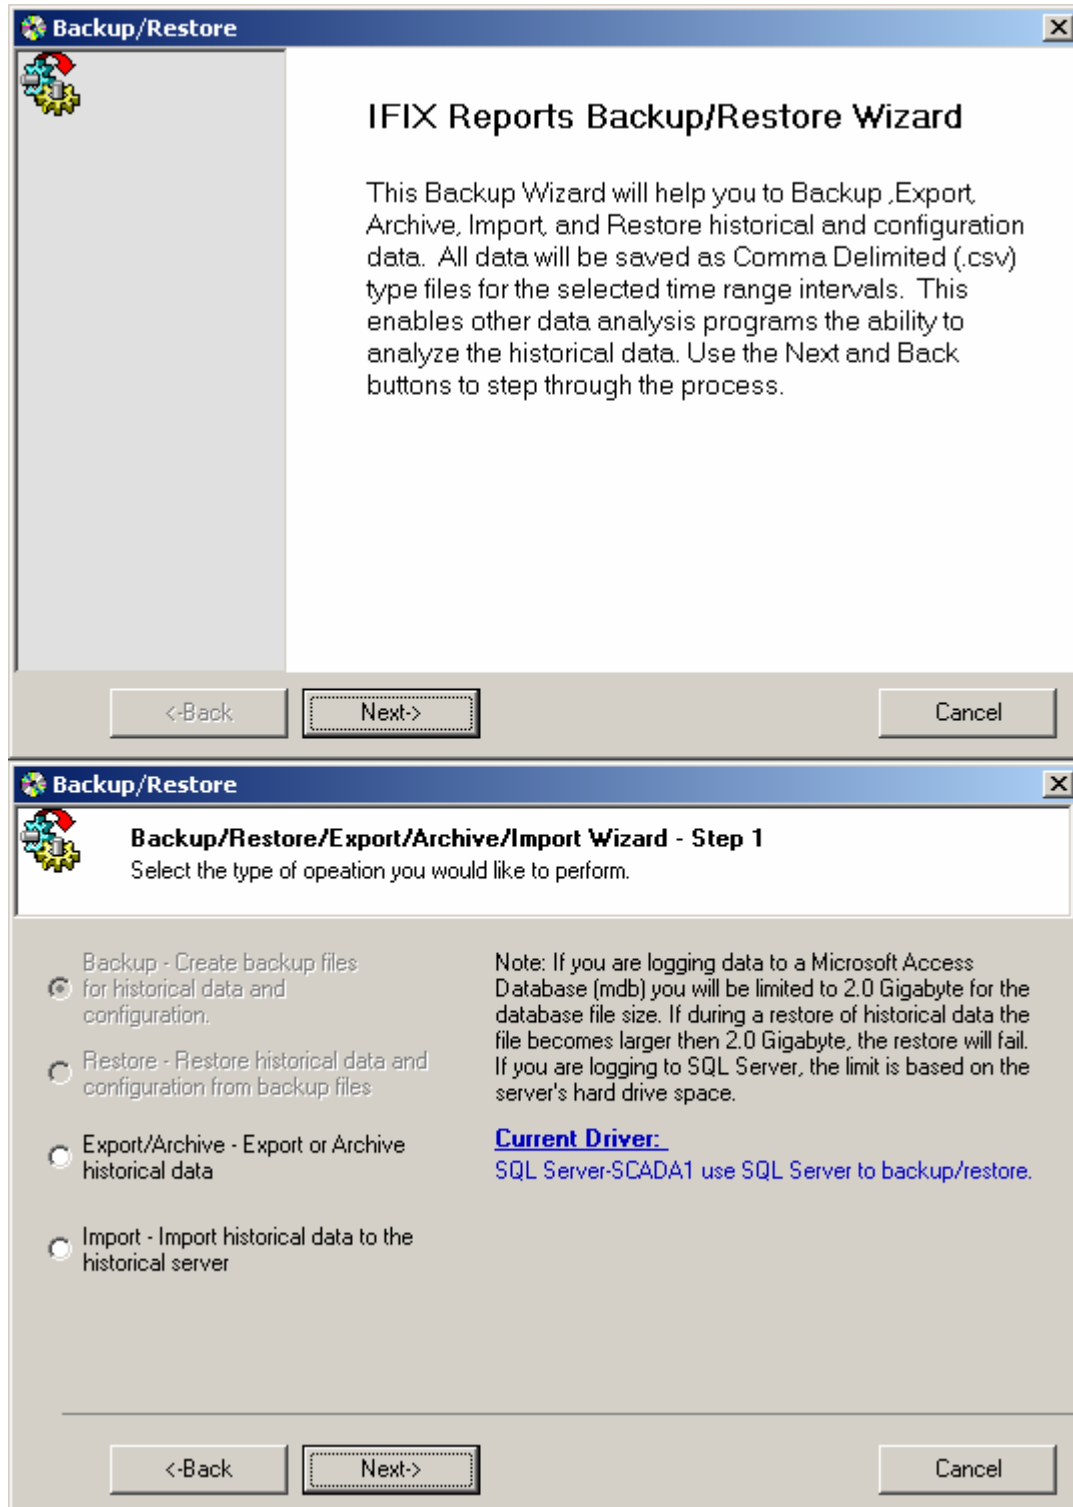 Backup/Restore
IFIX Reports Backup/Restore Wizard
This Backup Wizard will help you to Backup ,Export,
Archive, Import, and Restore historical and configuration
data.  All data will be saved as Comma Delimited (.csv)
type files for the selected time range intervals.  This
enables other data analysis programs the ability to
analyze the historical data. Use the Next and Back
buttons to step through the process.
<-Back
Next->
Cancel
Backup/Restore
Backup/Restore/Export/Archive/Import Wizard - Step 1
Select the type of opeation you would like to perform.
Backup - Create backup files
for historical data and
configuration.
Restore - Restore historical data and
configuration from backup files
Export/Archive - Export or Archive
historical data
Import - Import historical data to the
historical server
Note: If you are logging data to a Microsoft Access
Database (mdb) you will be limited to 2.0 Gigabyte for the
database file size. If during a restore of historical data the
file becomes larger then 2.0 Gigabyte, the restore will fail.
If you are logging to SQL Server, the limit is based on the
server's hard drive space.
Current Driver:
SQL Server-SCADA1 use SQL Server to backup/restore.
<-Back
Next->
Cancel